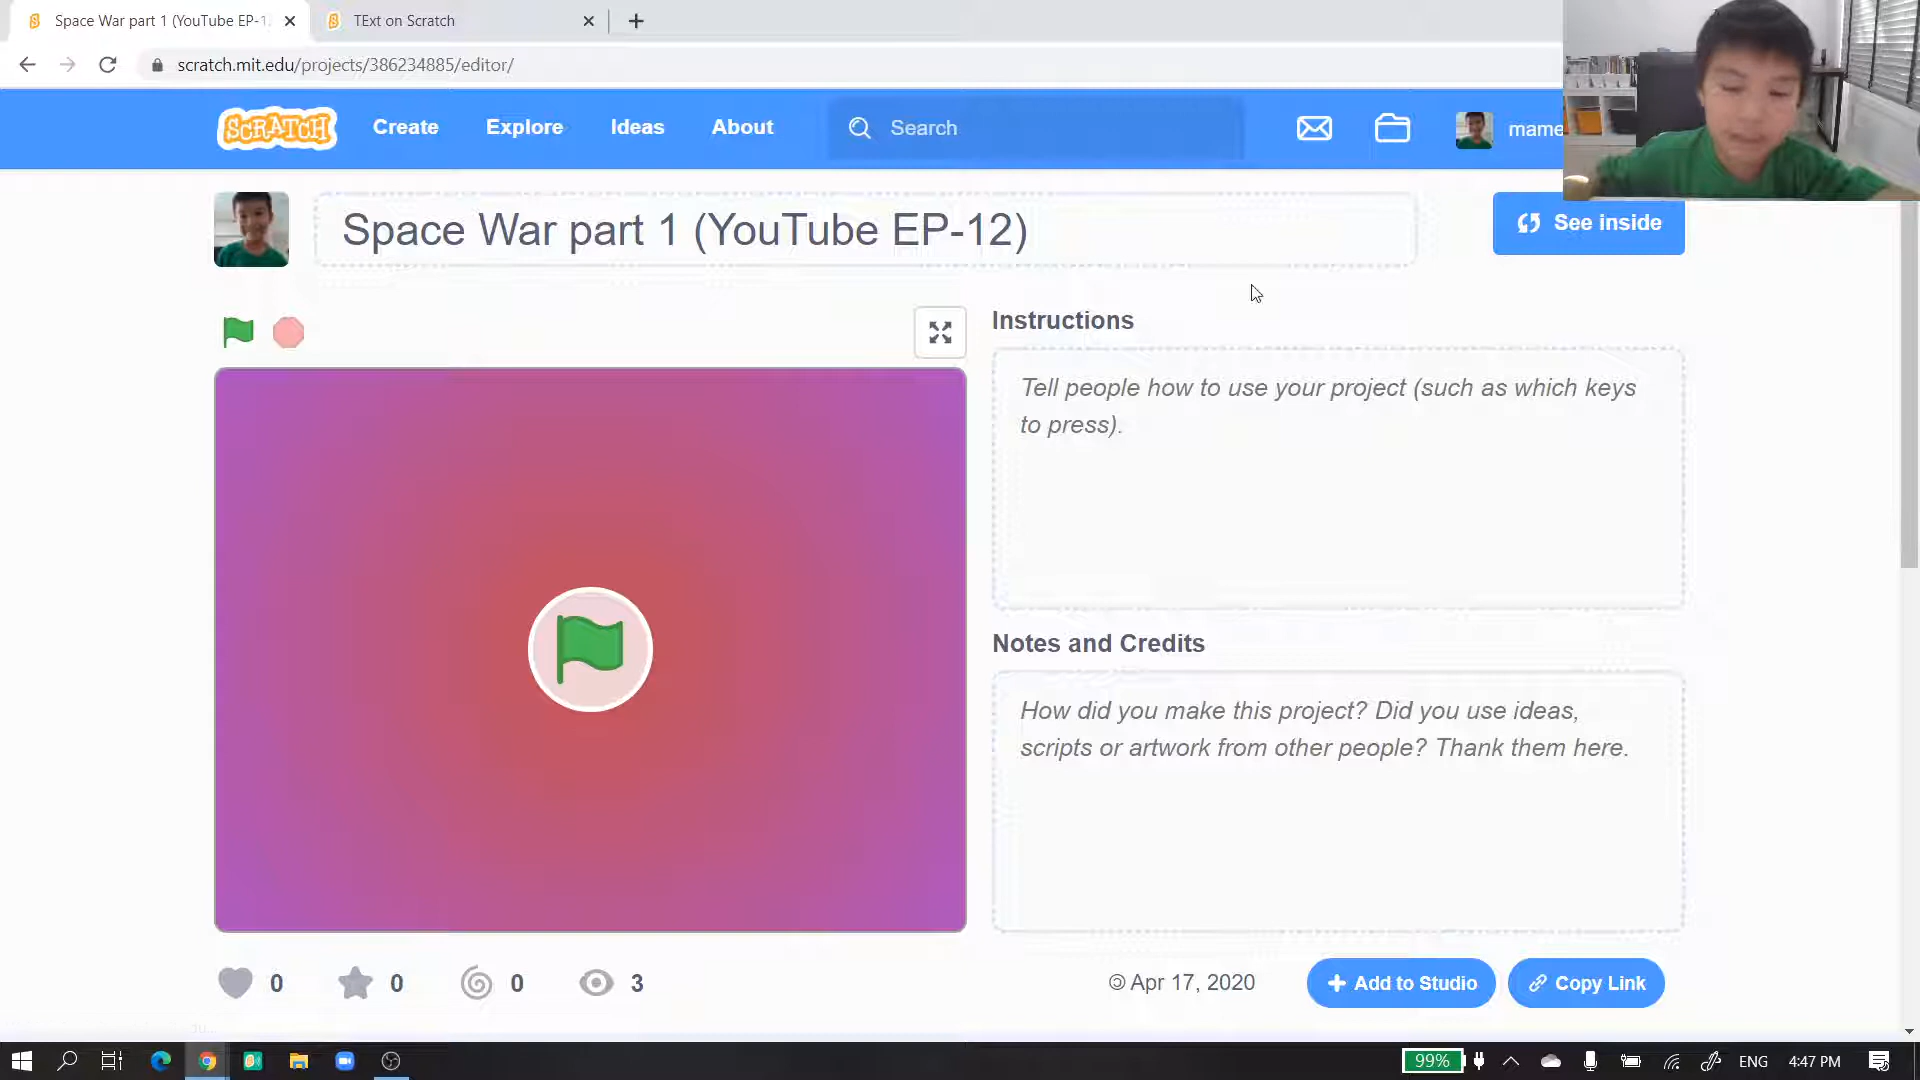 Space War part 1 (YouTube EP-1
TExt on Scratch
scratch.mit.edu/projects/386234885/editor/
SCRATCH
Create
Explore
Ideas
About
Search
mame
Space War part 1 (YouTube EP-12)
See inside
Instructions
Tell people how to use your project (such as which keys
to press).
Notes and Credits
How did you make this project? Did you use ideas,
scripts or artwork from other people? Thank them here.
0
0
0
3
© Apr 17, 2020
Add to Studio
Copy Link
99%
ENG
4:47 PM